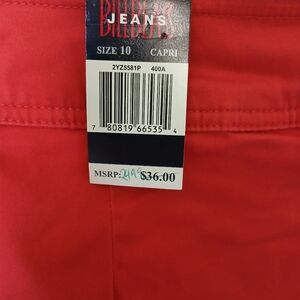 JEANS
SIZE 10 CAPRI
2YZ5581P 400A
7 80819 66535 4
MSRP: $36.00